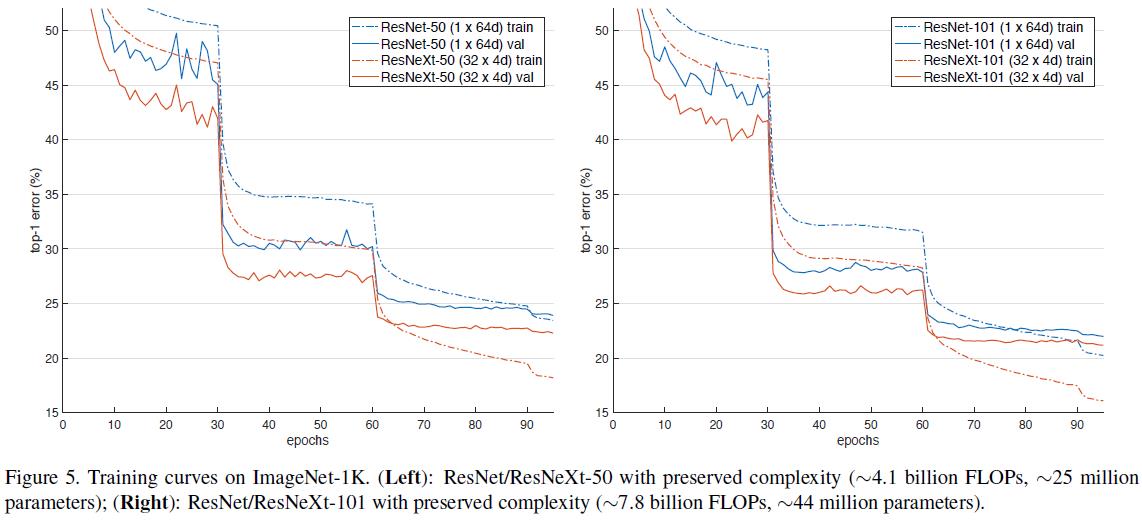 50
45
40
35
30
25
20
15
top-1 error (%)
0 10 20 30 40 50 60 70 80 90
epochs
ResNet-50 (1 x 64d) train
ResNet-50 (1 x 64d) val
ResNeXt-50 (32 x 4d) train
ResNeXt-50 (32 x 4d) val
50
45
40
35
30
25
20
15
top-1 error (%)
0 10 20 30 40 50 60 70 80 90
epochs
ResNet-101 (1 x 64d) train
ResNet-101 (1 x 64d) val
ResNeXt-101 (32 x 4d) train
ResNeXt-101 (32 x 4d) val
Figure 5. Training curves on ImageNet-1K. (Left): ResNet/ResNeXt-50 with preserved complexity (∼4.1 billion FLOPs, ∼25 million
parameters); (Right): ResNet/ResNeXt-101 with preserved complexity (∼7.8 billion FLOPs, ∼44 million parameters).